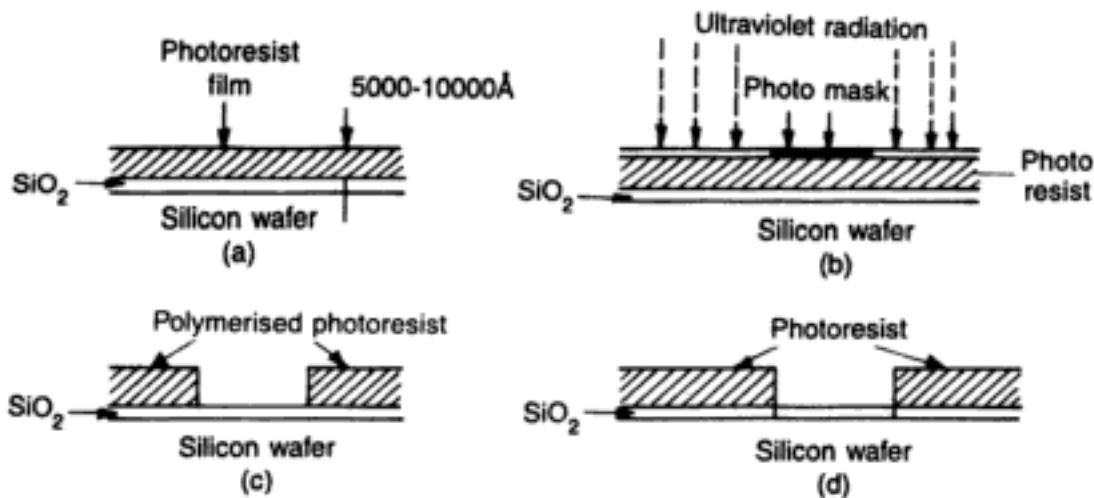 Photoresist
film
5000-10000Å
SiO₂
Silicon wafer
(a)
Ultraviolet radiation
Photo mask
Photo
resist
SiO₂
Silicon wafer
(b)
Polymerised photoresist
SiO₂
Silicon wafer
(c)
Photoresist
SiO₂
Silicon wafer
(d)